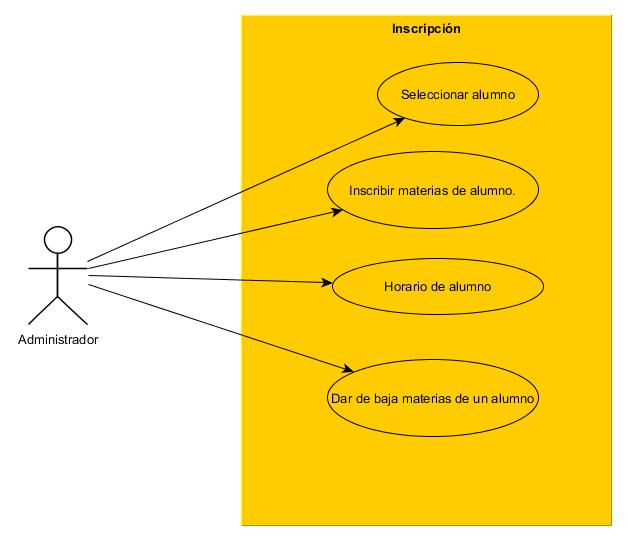 Inscripción
Seleccionar alumno
Inscribir materias de alumno.
Horario de alumno
Administrador
Dar de baja materias de un alumno